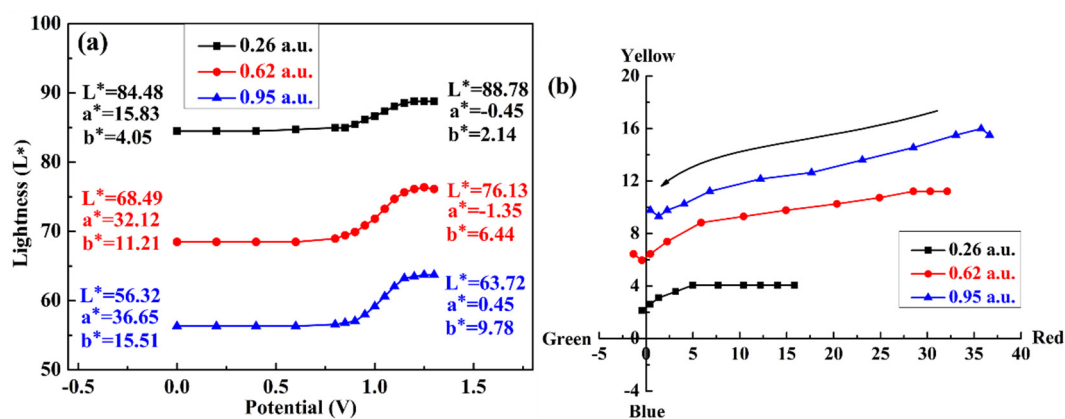 (a)
0.26 a.u.
0.62 a.u.
0.95 a.u.
L*=84.48
a*=15.83
b*=4.05
L*=88.78
a*=-0.45
b*=2.14
L*=68.49
a*=32.12
b*=11.21
L*=76.13
a*=-1.35
b*=6.44
L*=56.32
a*=36.65
b*=15.51
L*=63.72
a*=0.45
b*=9.78
Lightness (L*)
100
90
80
70
60
50
-0.5
0.0
0.5
1.0
1.5
Potential (V)
(b)
Yellow
20
16
12
8
4
0
-4
0.26 a.u.
0.62 a.u.
0.95 a.u.
Green
Red
-5
0
5
10
15
20
25
30
35
40
Blue